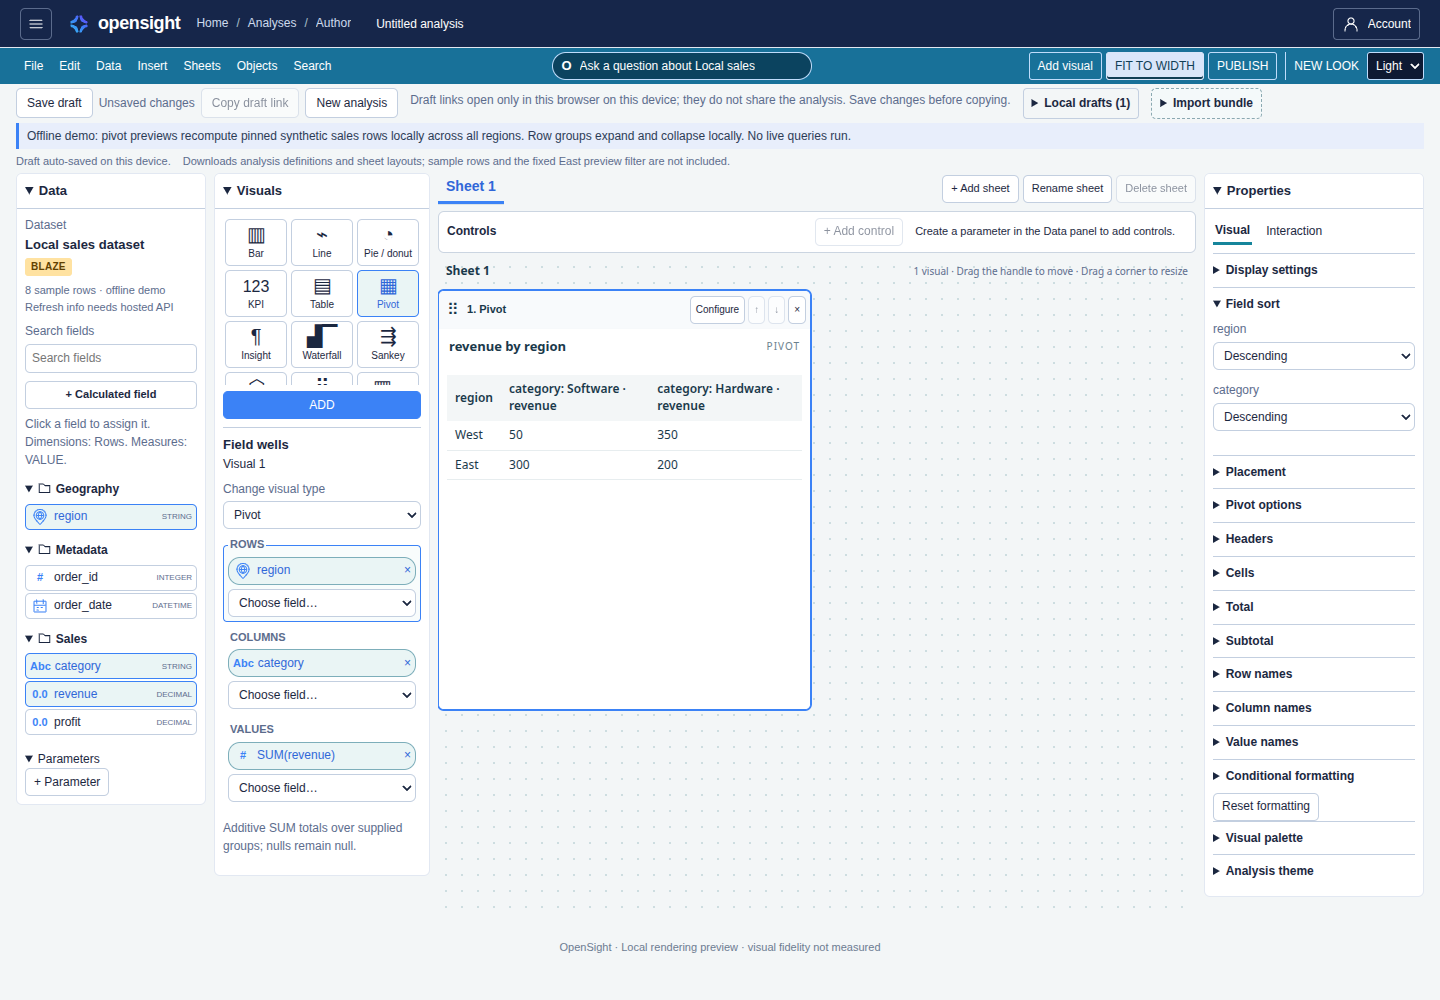 opensight
Home / Analyses / Author
Untitled analysis
Account
File Edit Data Insert Sheets Objects Search
Ask a question about Local sales
Add visual FIT TO WIDTH PUBLISH NEW LOOK Light
Save draft Unsaved changes Copy draft link New analysis Draft links open only in this browser on this device; they do not share the analysis. Save changes before copying. Local drafts (1) Import bundle
Offline demo: pivot previews recompute pinned synthetic sales rows locally across all regions. Row groups expand and collapse locally. No live queries run.
Draft auto-saved on this device. Downloads analysis definitions and sheet layouts; sample rows and the fixed East preview filter are not included.
Data
Dataset
Local sales dataset
BLAZE
8 sample rows · offline demo
Refresh info needs hosted API
Search fields
Search fields
+ Calculated field
Click a field to assign it.
Dimensions: Rows. Measures:
VALUE.
Geography
region STRING
Metadata
# order_id INTEGER
order_date DATETIME
Sales
Abc category STRING
0.0 revenue DECIMAL
0.0 profit DECIMAL
Parameters
+ Parameter
Visuals
Bar Line Pie / donut
123
KPI Table Pivot
¶
Insight Waterfall Sankey
ADD
Field wells
Visual 1
Change visual type
Pivot
ROWS
region ×
Choose field…
COLUMNS
Abc category ×
Choose field…
VALUES
# SUM(revenue) ×
Choose field…
Additive SUM totals over supplied
groups; nulls remain null.
Sheet 1
+ Add sheet Rename sheet Delete sheet
Controls + Add control Create a parameter in the Data panel to add controls.
Sheet 1 1 visual · Drag the handle to move · Drag a corner to resize
1. Pivot Configure ↑ ↓ ×
revenue by region PIVOT
region category: Software · revenue category: Hardware · revenue
West 50 350
East 300 200
Properties
Visual Interaction
Display settings
Field sort
region
Descending
category
Descending
Placement
Pivot options
Headers
Cells
Total
Subtotal
Row names
Column names
Value names
Conditional formatting
Reset formatting
Visual palette
Analysis theme
OpenSight · Local rendering preview · visual fidelity not measured